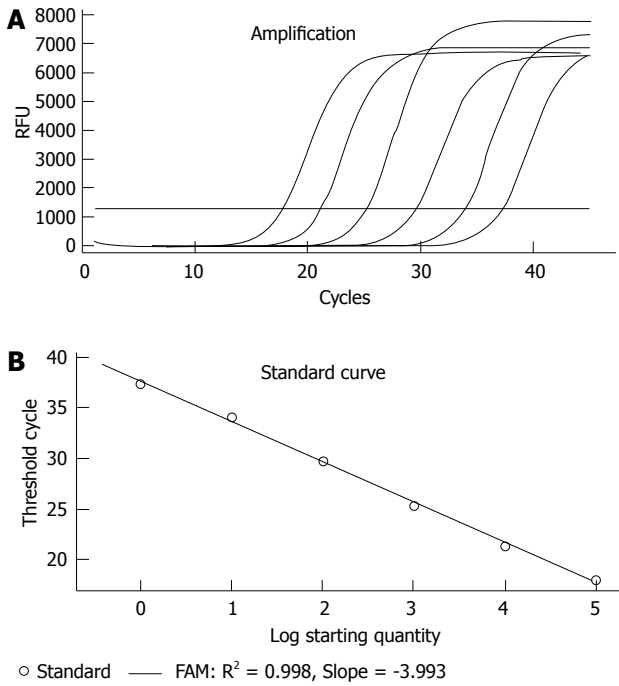 A
Amplification
8000
7000
6000
5000
4000
3000
2000
1000
0
RFU
0 10 20 30 40
Cycles
B
Standard curve
40
35
30
25
20
Threshold cycle
0 1 2 3 4 5
Log starting quantity
Standard FAM: R² = 0.998, Slope = -3.993